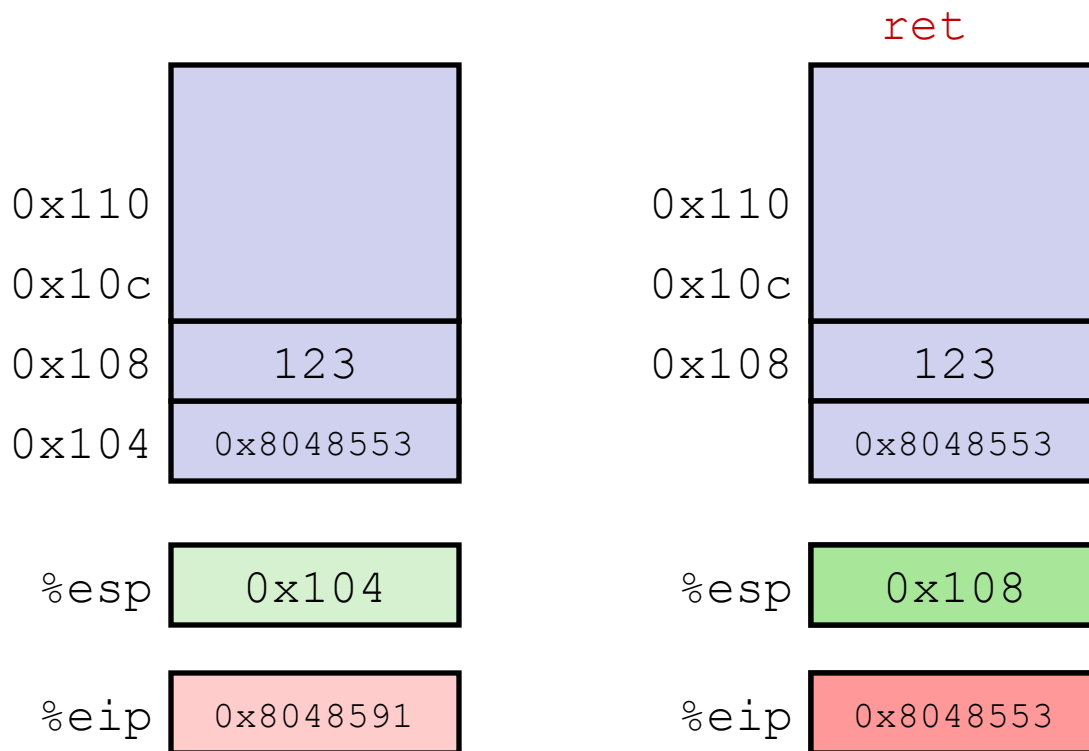 ret
0x110 0x110
0x10c 0x10c
0x108 123 0x108 123
0x104 0x8048553 0x8048553
%esp 0x104 %esp 0x108
%eip 0x8048591 %eip 0x8048553